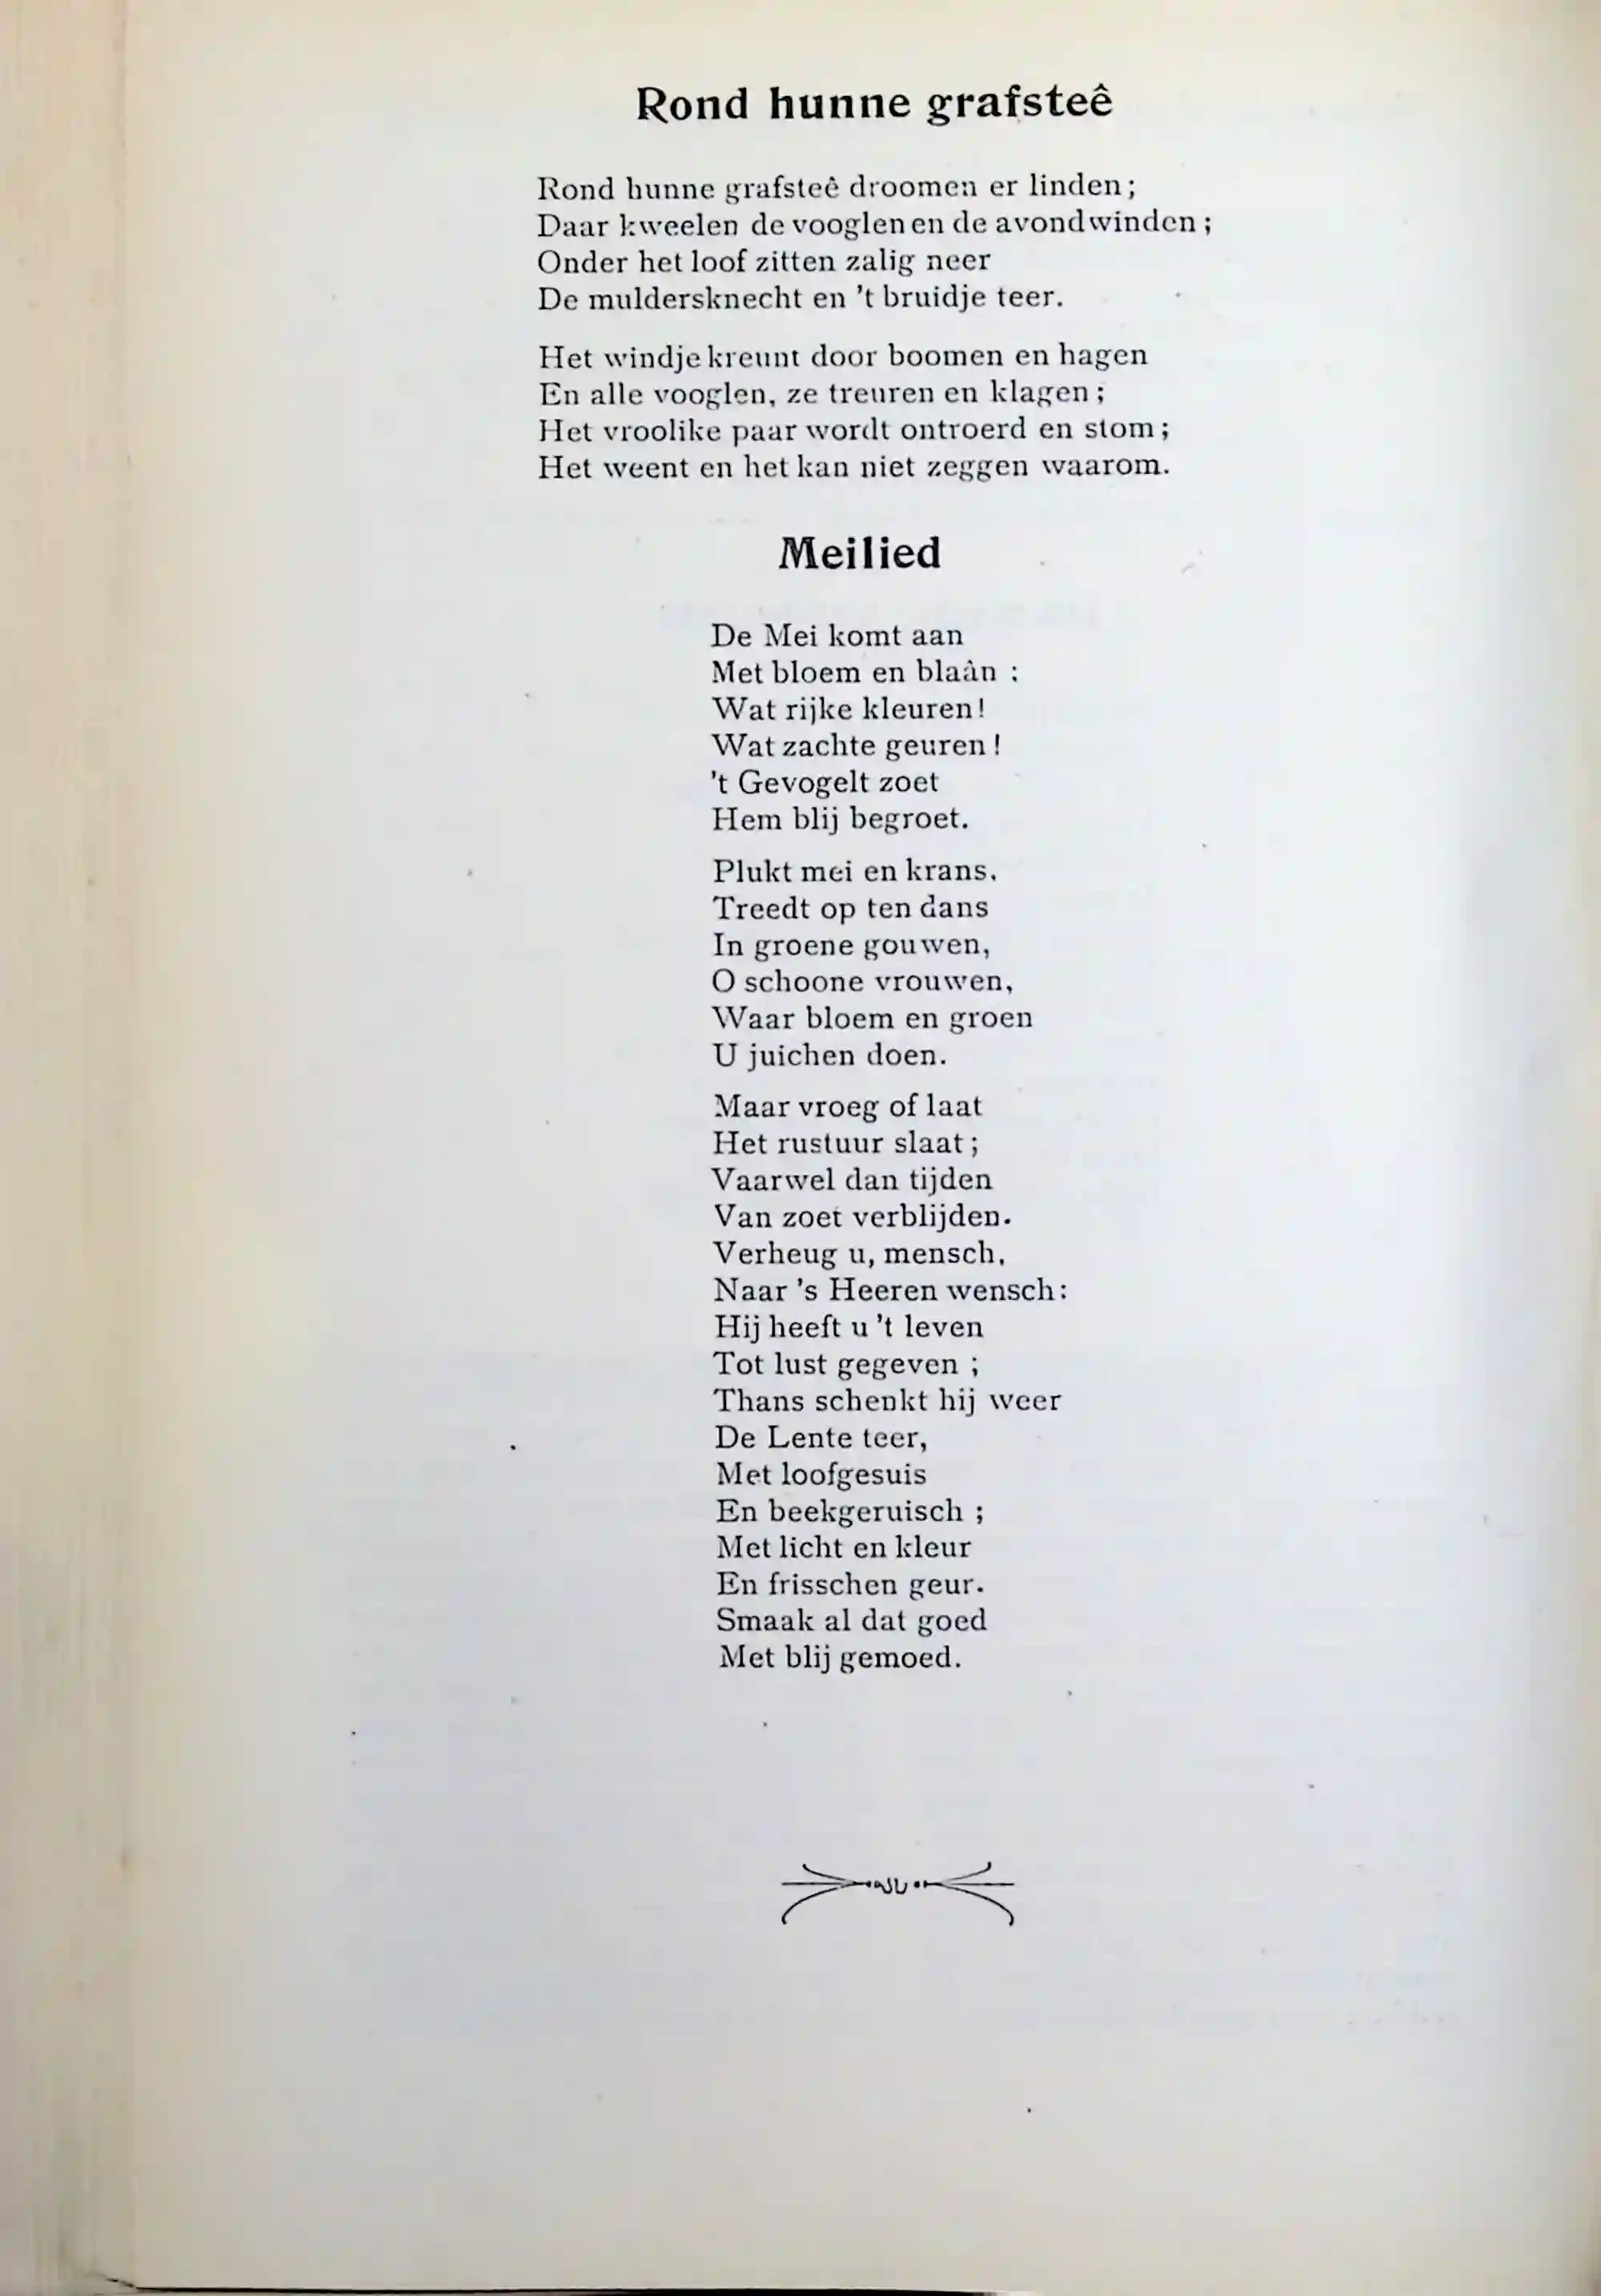 Rond hunne grafsteê
Rond hunne grafsteê droomen er linden;
Daar kweelen de vooglen en de avondwinden;
Onder het loof zitten zalig neer
De muldersknecht en 't bruidje teer.
Het windje kreunt door boomen en hagen
En alle vooglen, ze treuren en klagen;
Het vroolike paar wordt ontroerd en stom;
Het weent en het kan niet zeggen waarom.
Meilied
De Mei komt aan
Met bloem en blaân :
Wat rijke kleuren!
Wat zachte geuren!
't Gevogelt zoet
Hem blij begroet.
Plukt mei en krans,
Treedt op ten dans
In groene gouwen,
O schoone vrouwen,
Waar bloem en groen
U juichen doen.
Maar vroeg of laat
Het rustuur slaat;
Vaarwel dan tijden
Van zoet verblijden.
Verheug u, mensch,
Naar 's Heeren wensch:
Hij heeft u 't leven
Tot lust gegeven ;
Thans schenkt hij weer
De Lente teer,
Met loofgesuis
En beekgeruisch ;
Met licht en kleur
En frisschen geur.
Smaak al dat goed
Met blij gemoed.